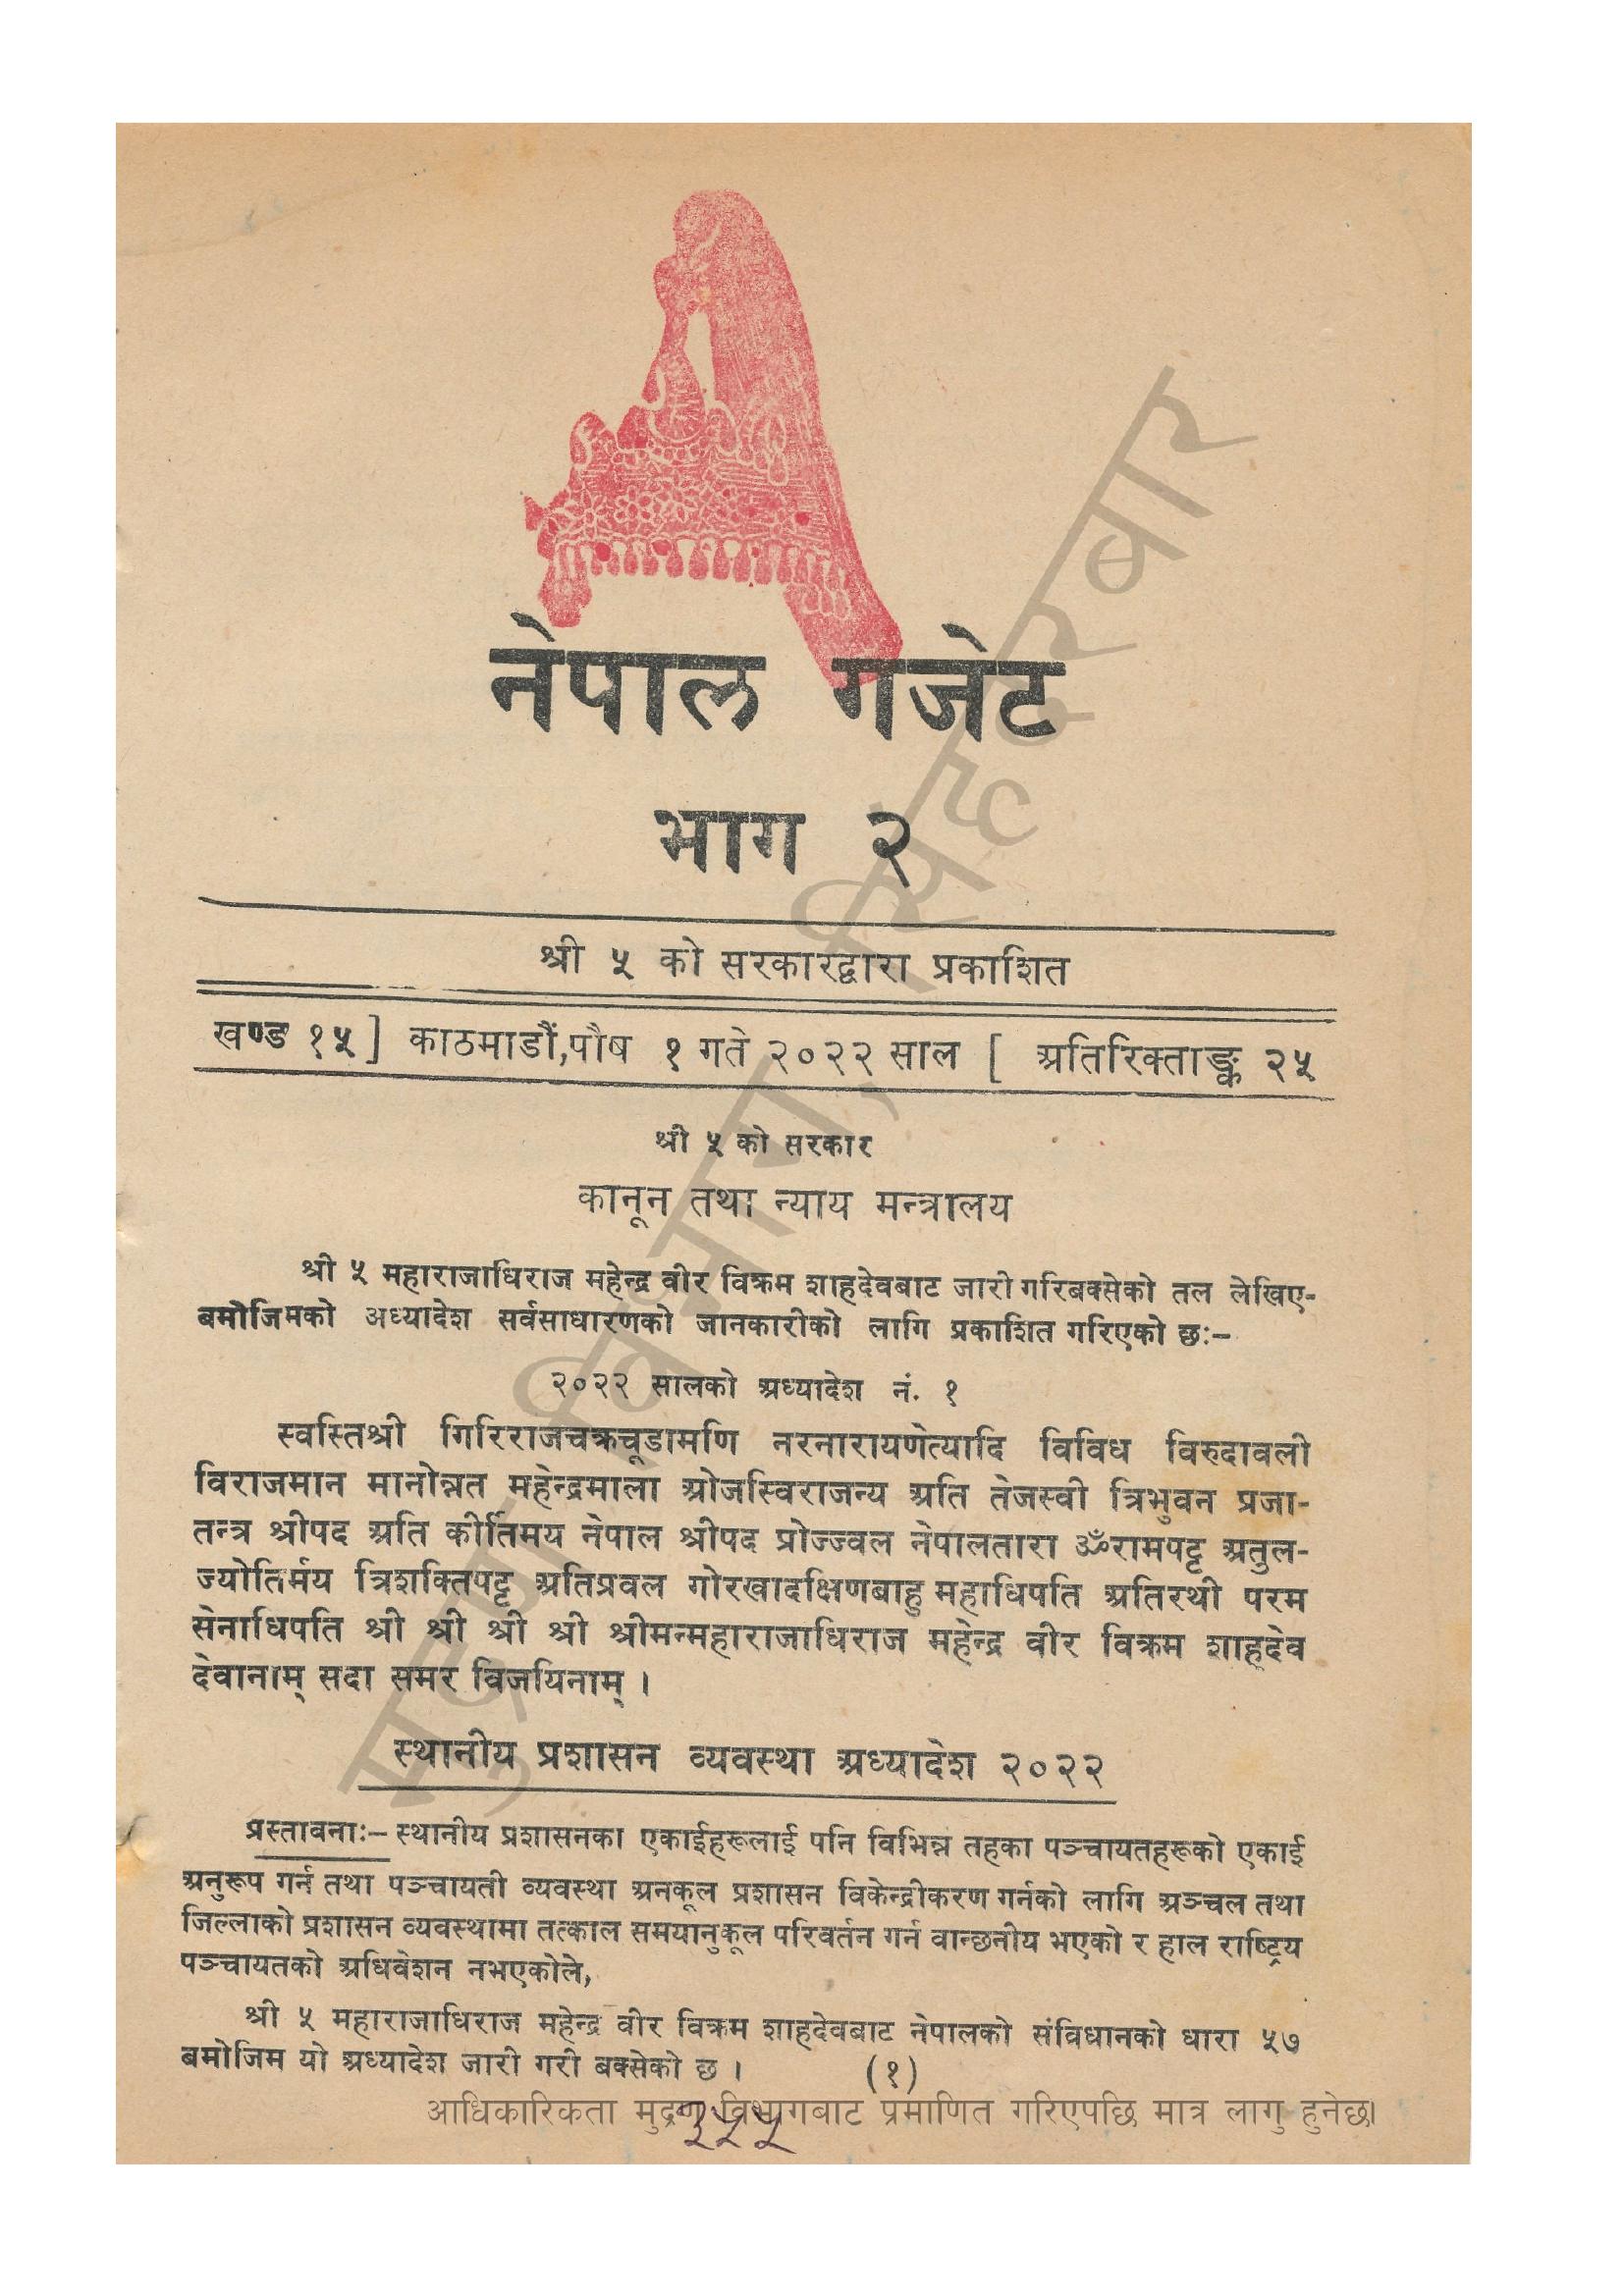 नेपाल गजेट
भाग २
श्री ५ को सरकारद्वारा प्रकाशित
खण्ड १५ ] काठमाडौं, पौष १ गते २०२२ साल [ अतिरिक्ताङ्क २५
श्री ५ को सरकार
कानून तथा न्याय मन्त्रालय
श्री ५ महाराजाधिराज महेन्द्र वीर विक्रम शाहदेवबाट जारी गरिबक्सेको तल लेखिए-
बमोजिमको अध्यादेश सर्वसाधारणको जानकारीको लागि प्रकाशित गरिएको छः-
२०२२ सालको अध्यादेश नं. १
स्वस्तिश्री गिरिराजचक्रचूडामणि नरनारायणेत्यादि विविध विरुदावली
विराजमान मानोन्नत महेन्द्रमाला ओजस्विराजन्य अति तेजस्वी त्रिभुवन प्रजा-
तन्त्र श्रीपद अति कीर्तिमय नेपाल श्रीपद प्रोज्ज्वल नेपालतारा ॐरामपट्ट अतुल-
ज्योतिर्मय त्रिशक्तिपट्ट अतिप्रवल गोरखादक्षिणबाहु महाधिपति अतिरथी परम
सेनाधिपति श्री श्री श्री श्री श्रीमन्महाराजाधिराज महेन्द्र वीर विक्रम शाहदेव
देवानाम् सदा समर विजयिनाम् ।
स्थानीय प्रशासन व्यवस्था अध्यादेश २०२२
प्रस्तावनाः- स्थानीय प्रशासनका एकाईहरूलाई पनि विभिन्न तहका पञ्चायतहरूको एकाई
अनुरूप गर्न तथा पञ्चायती व्यवस्था अनकूल प्रशासन विकेन्द्रीकरण गर्नको लागि अञ्चल तथा
जिल्लाको प्रशासन व्यवस्थामा तत्काल समयानुकूल परिवर्तन गर्न वान्छनीय भएको र हाल राष्ट्रिय
पञ्चायतको अधिवेशन नभएकोले,
श्री ५ महाराजाधिराज महेन्द्र वीर विक्रम शाहदेवबाट नेपालको संविधानको धारा ५७
बमोजिम यो अध्यादेश जारी गरी बक्सेको छ ।
(१)
आधिकारिकता मुद्रण विभागबाट प्रमाणित गरिएपछि मात्र लागु हुनेछ।
मुद्रण विभाग, सिंहदरबार